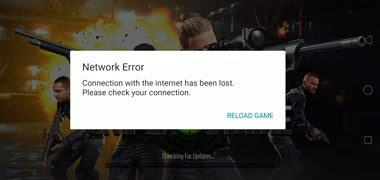 Network Error
Connection with the internet has been lost.
Please check your connection.
RELOAD GAME
Checking For Updates...